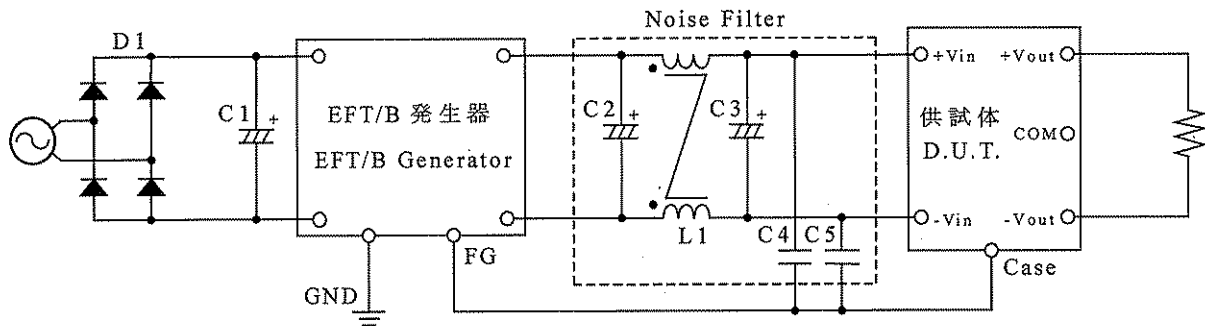 Noise Filter
D1
C1
+
EFT/B 発生器
EFT/B Generator
C2
+
C3
+
+Vin
+Vout
供試体
D.U.T.
COM
-Vin
-Vout
L1
C4
C5
FG
GND
Case